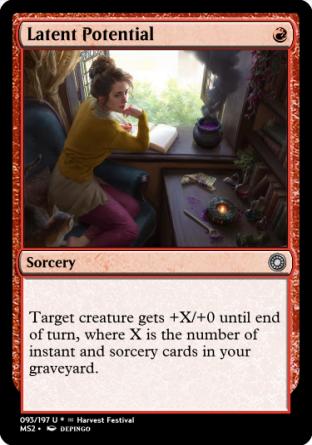 Latent Potential
Sorcery
Target creature gets +X/+0 until end
of turn, where X is the number of
instant and sorcery cards in your
graveyard.
093/197 U * ∞ Harvest Festival
MS2 • DEPINGO